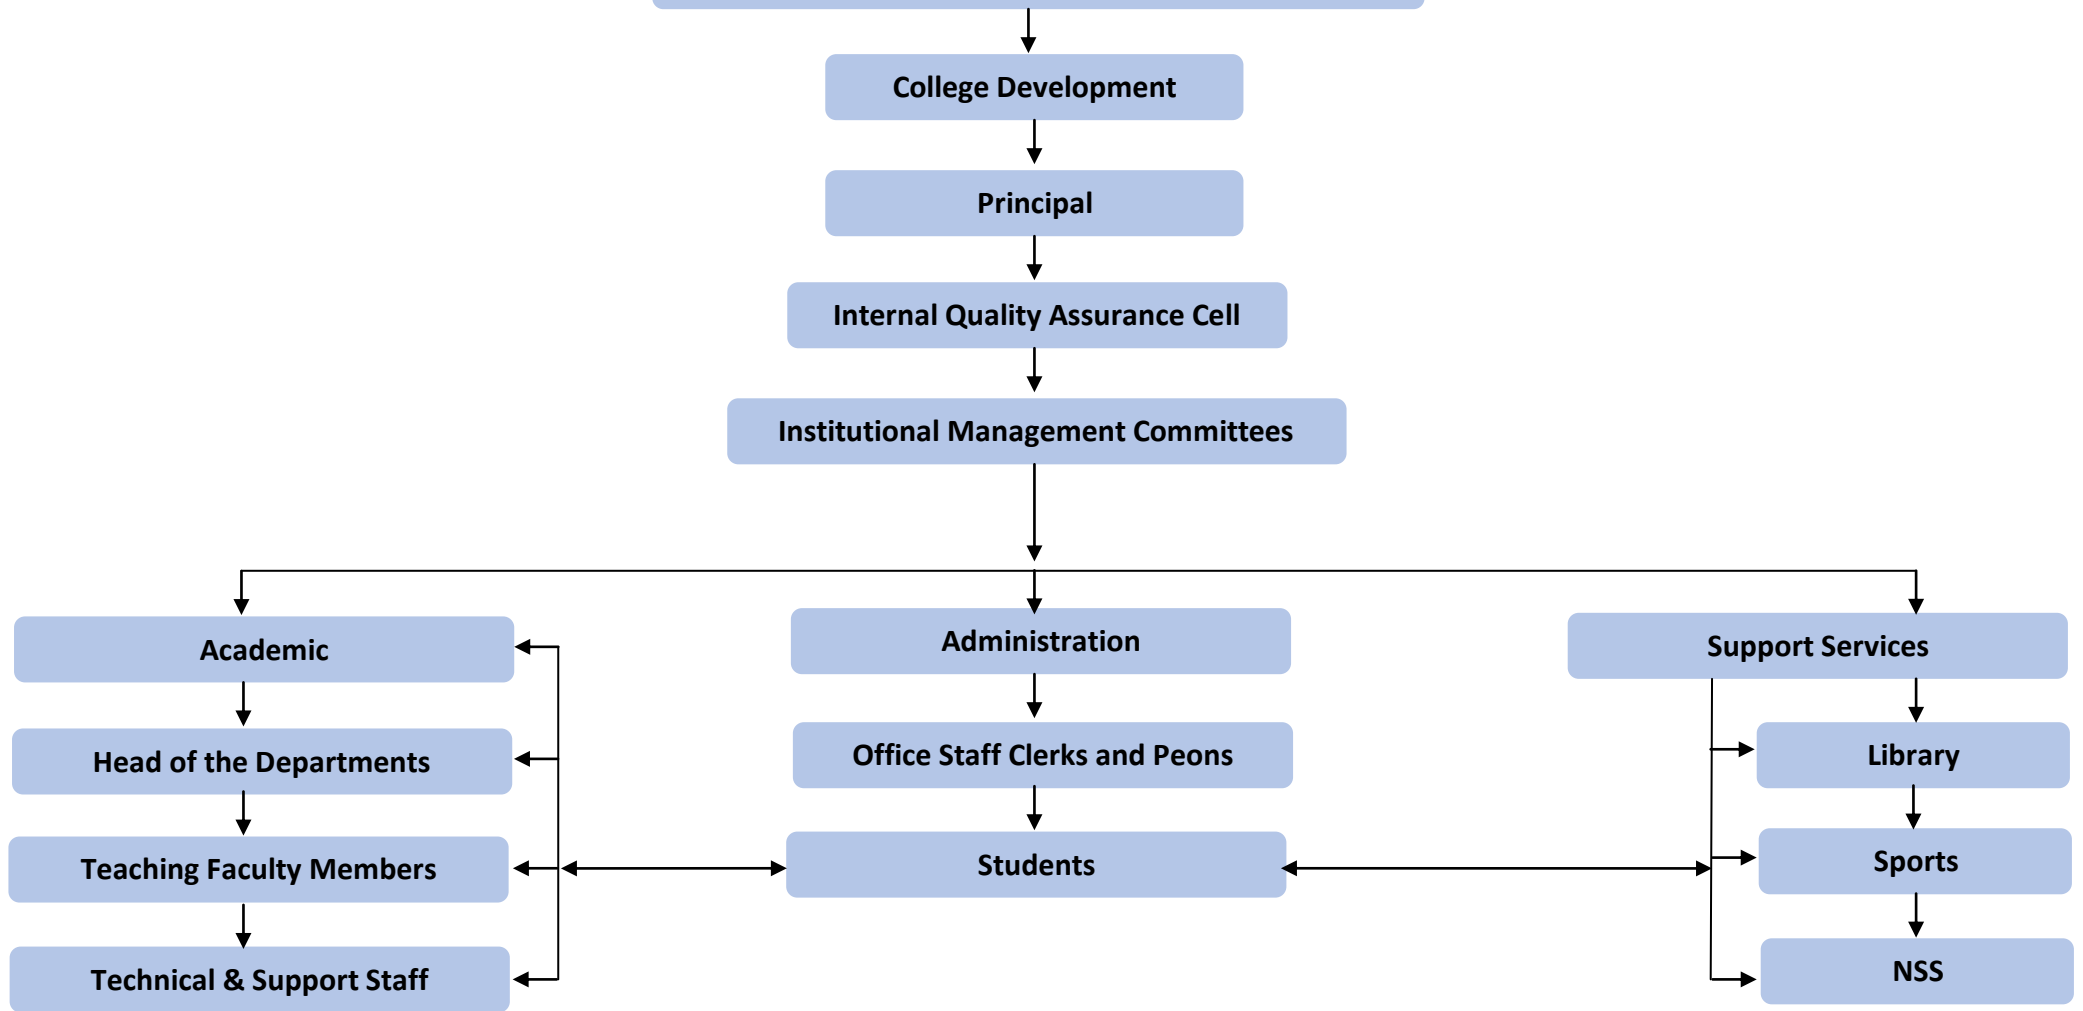 College Development
Principal
Internal Quality Assurance Cell
Institutional Management Committees
Academic
Administration
Support Services
Head of the Departments
Office Staff Clerks and Peons
Library
Teaching Faculty Members
Students
Sports
Technical & Support Staff
NSS